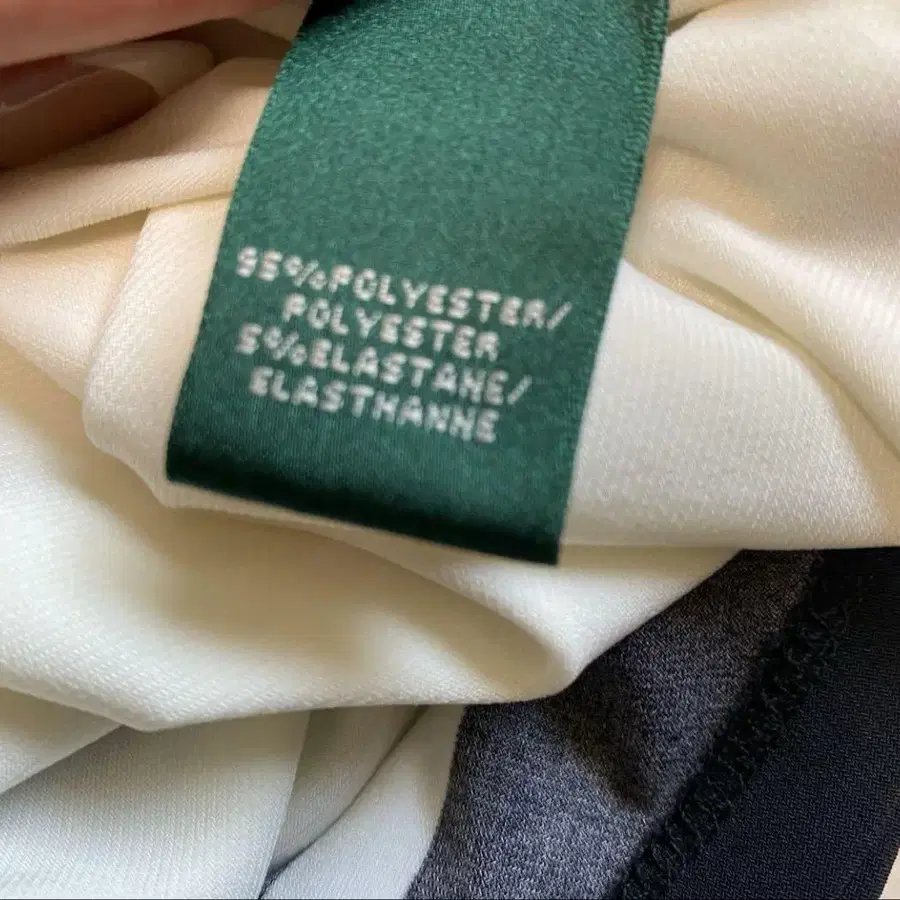 95%POLYESTER/
POLYESTER
5%ELASTANE/
ELASTHANNE